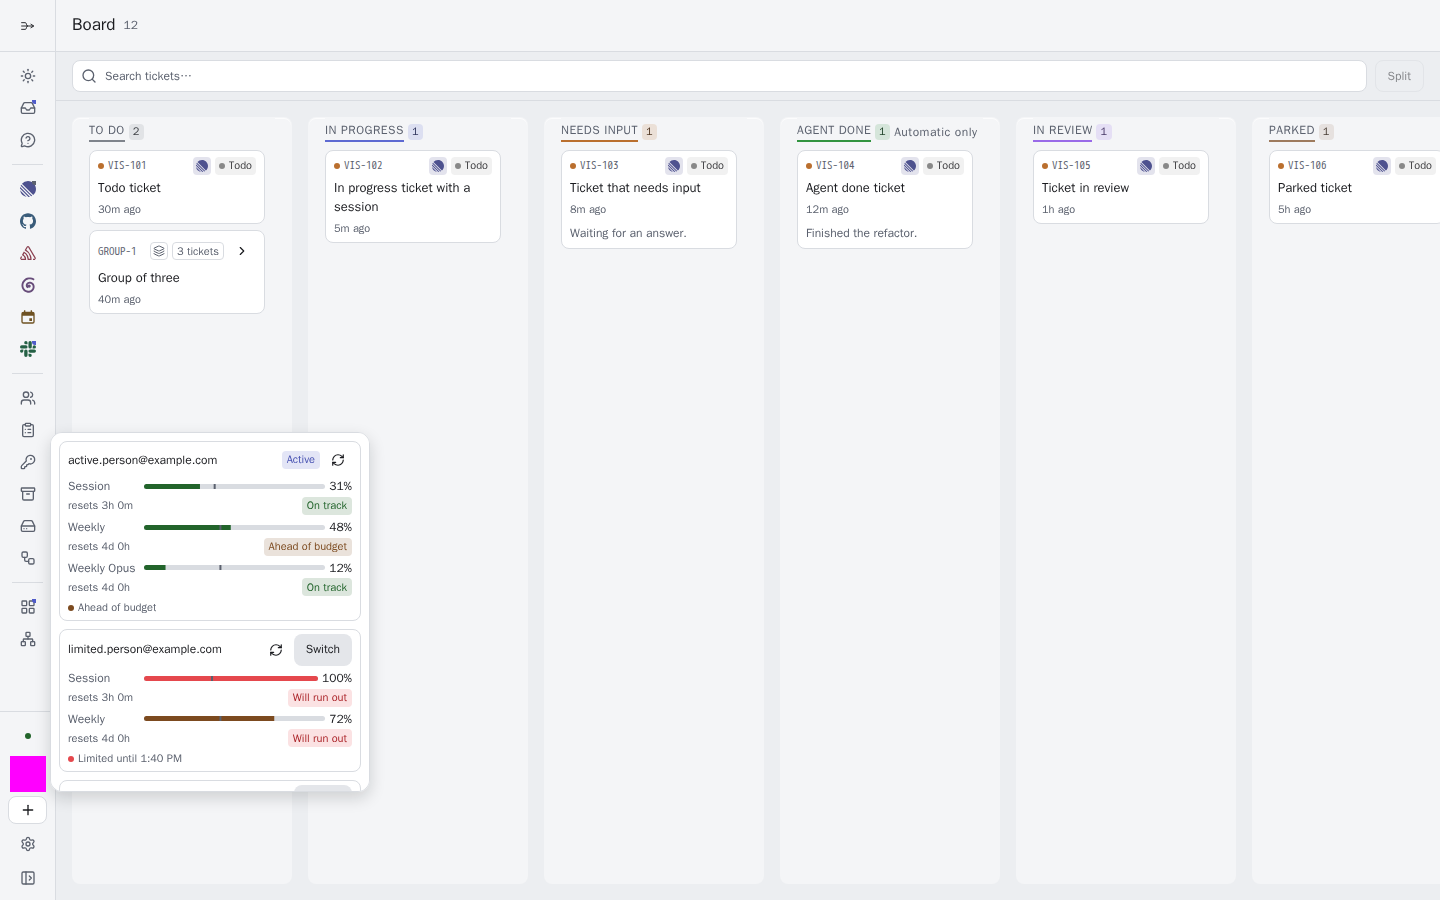 Board 12
Search tickets···
Split
TO DO 2
VIS-101 Todo
Todo ticket
30m ago
GROUP-1 3 tickets
Group of three
40m ago
IN PROGRESS 1
VIS-102 Todo
In progress ticket with a
session
5m ago
NEEDS INPUT 1
VIS-103 Todo
Ticket that needs input
8m ago
Waiting for an answer.
AGENT DONE 1 Automatic only
VIS-104 Todo
Agent done ticket
12m ago
Finished the refactor.
IN REVIEW 1
VIS-105 Todo
Ticket in review
1h ago
PARKED 1
VIS-106 Todo
Parked ticket
5h ago
active.person@example.com Active
Session 31%
resets 3h 0m On track
Weekly 48%
resets 4d 0h Ahead of budget
Weekly Opus 12%
resets 4d 0h On track
Ahead of budget
limited.person@example.com Switch
Session 100%
resets 3h 0m Will run out
Weekly 72%
resets 4d 0h Will run out
Limited until 1:40 PM